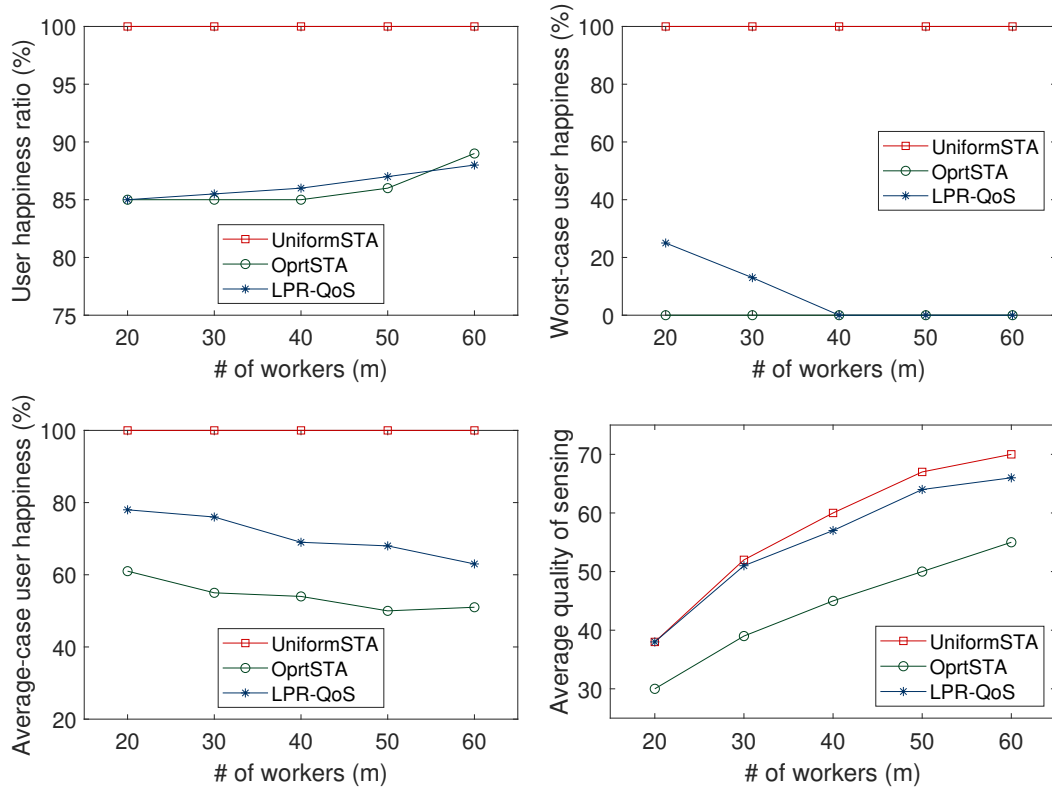 User happiness ratio (%)
100
95
90
85
80
75
UniformSTA
OprtSTA
LPR-QoS
20 30 40 50 60
# of workers (m)
Worst-case user happiness (%)
100
80
60
40
20
0
UniformSTA
OprtSTA
LPR-QoS
20 30 40 50 60
# of workers (m)
Average-case user happiness (%)
100
80
60
40
20
UniformSTA
OprtSTA
LPR-QoS
20 30 40 50 60
# of workers (m)
Average quality of sensing
70
60
50
40
30
UniformSTA
OprtSTA
LPR-QoS
20 30 40 50 60
# of workers (m)